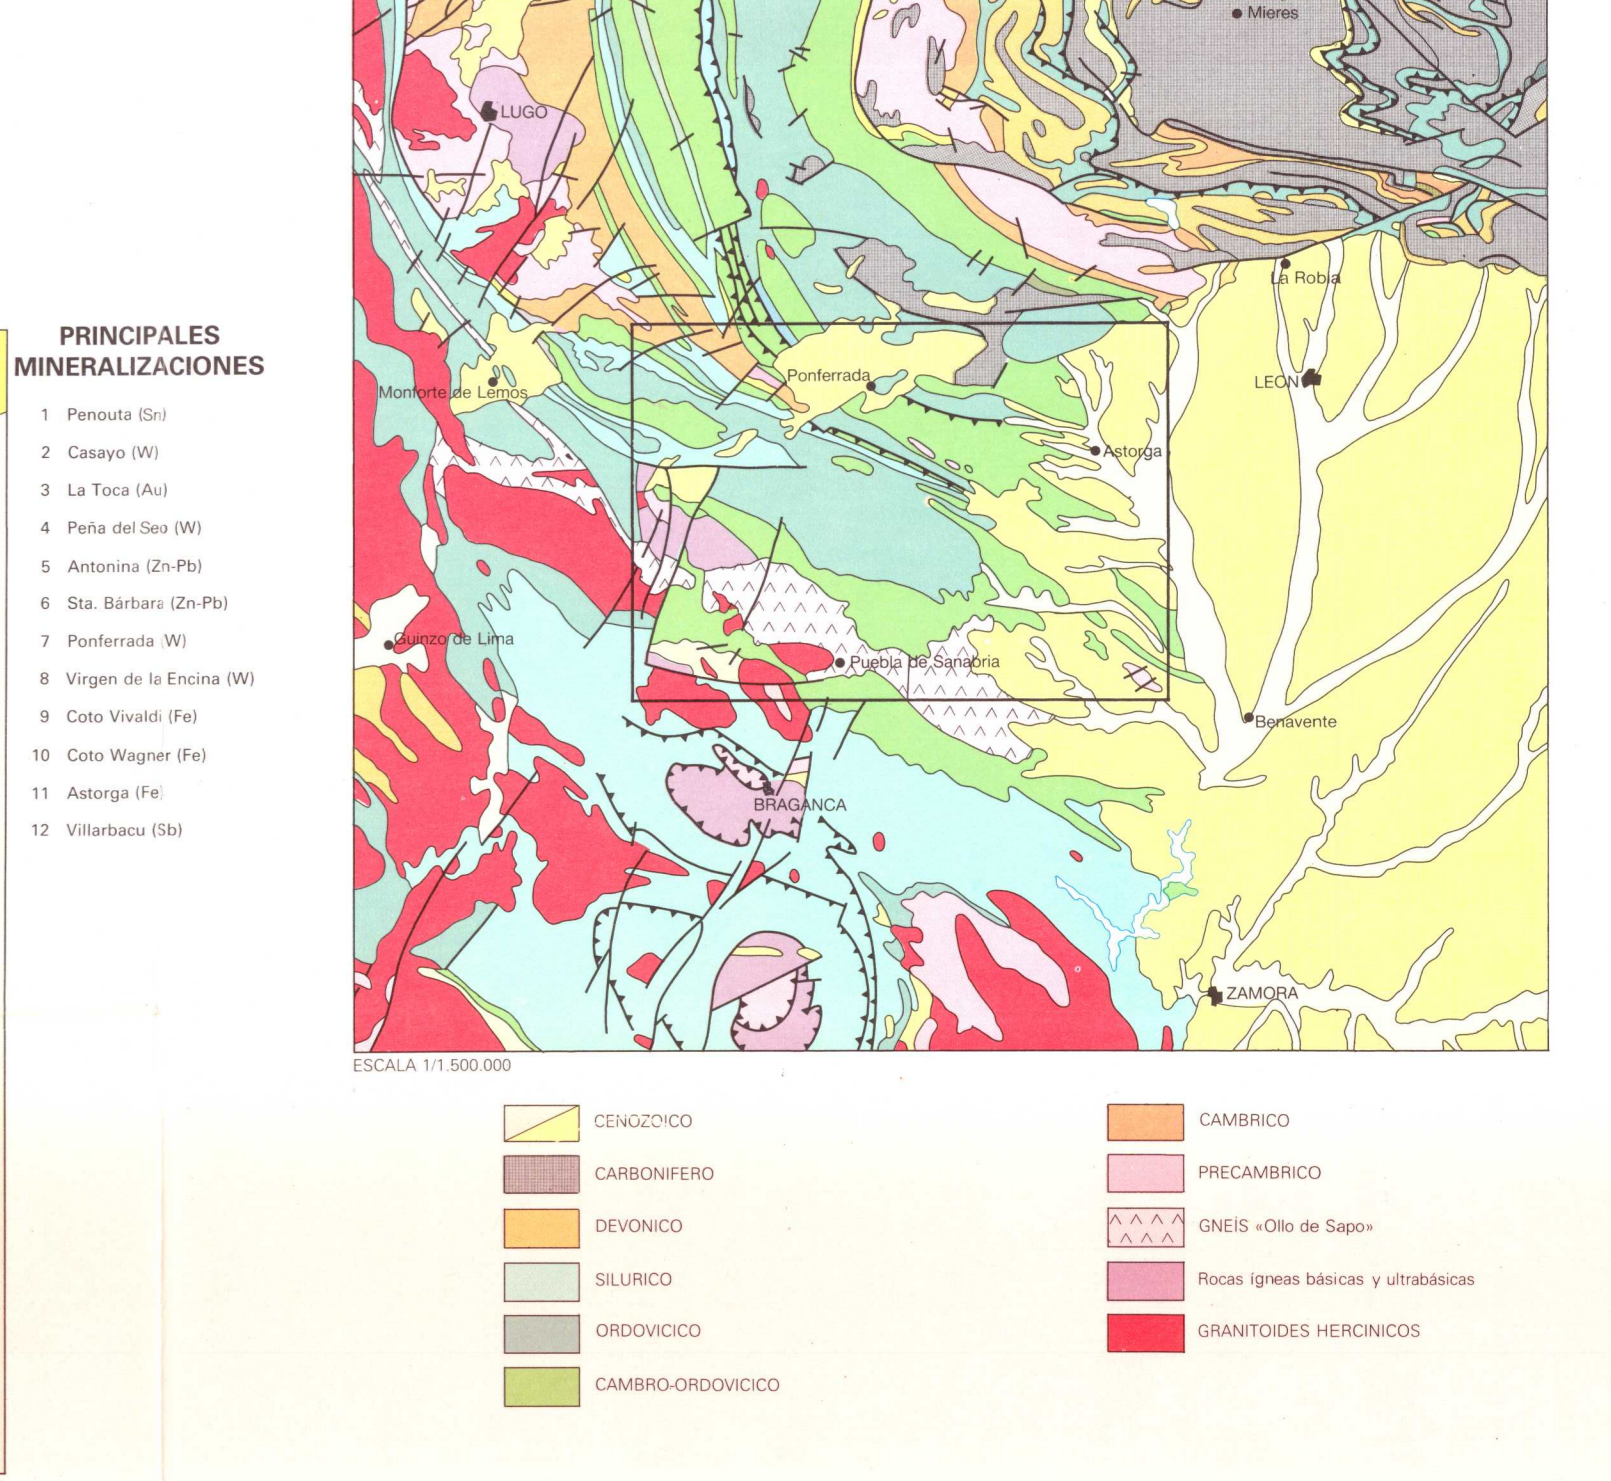 PRINCIPALES
MINERALIZACIONES
1 Penouta (Sn)
2 Casayo (W)
3 La Toca (Au)
4 Peña del Seo (W)
5 Antonina (Zn-Pb)
6 Sta. Bárbara (Zn-Pb)
7 Ponferrada (W)
8 Virgen de la Encina (W)
9 Coto Vivaldi (Fe)
10 Coto Wagner (Fe)
11 Astorga (Fe)
12 Villarbacu (Sb)
Mieres
LUGO
La Robla
Monforte de Lemos
Ponferrada
LEON
Astorga
Guinzo de Lima
Puebla de Sanabria
Benavente
BRAGANCA
ZAMORA
ESCALA 1/1.500.000
CENOZOICO
CARBONIFERO
DEVONICO
SILURICO
ORDOVICICO
CAMBRO-ORDOVICICO
CAMBRICO
PRECAMBRICO
GNEÍS «Ollo de Sapo»
Rocas ígneas básicas y ultrabásicas
GRANITOIDES HERCINICOS